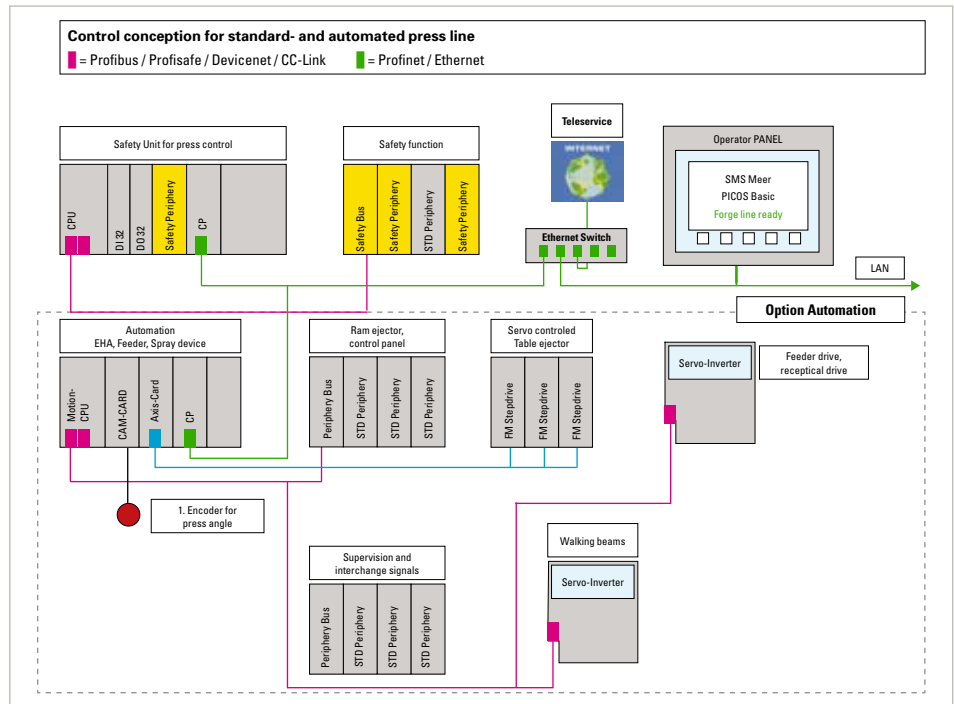 Control conception for standard- and automated press line
= Profibus / Profisafe / Devicenet / CC-Link = Profinet / Ethernet
Teleservice
INTERNET
Safety Unit for press control
Safety function
Operator PANEL
SMS Meer
PICOS Basic
Forge line ready
CPU
DI 32
DO 32
Safety Periphery
CP
Safety Bus
Safety Periphery
STD Periphery
Safety Periphery
Ethernet Switch
LAN
Option Automation
Automation
EHA, Feeder, Spray device
Ram ejector,
control panel
Servo controled
Table ejector
Servo-Inverter
Feeder drive,
receptical drive
Motion-
CPU
CAM-CARD
Axis-Card
CP
Periphery Bus
STD Periphery
STD Periphery
STD Periphery
FM Stepdrive
FM Stepdrive
FM Stepdrive
1. Encoder for
press angle
Supervision and
interchange signals
Walking beams
Servo-Inverter
Periphery Bus
STD Periphery
STD Periphery
STD Periphery